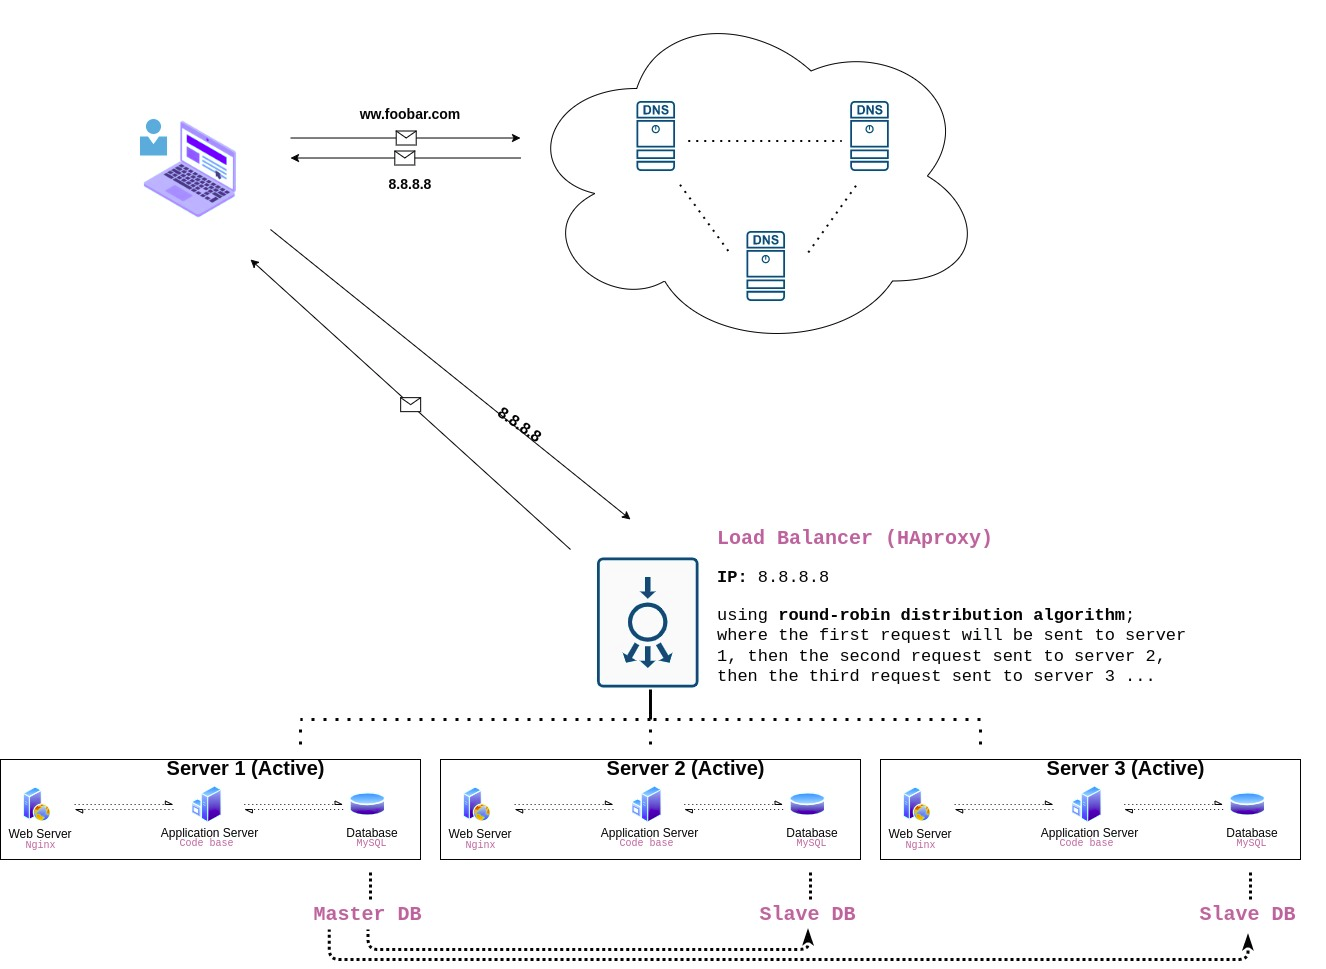 ww.foobar.com
8.8.8.8
DNS
DNS
DNS
8.8.8.8
Load Balancer (HAproxy)
IP: 8.8.8.8
using round-robin distribution algorithm;
where the first request will be sent to server
1, then the second request sent to server 2,
then the third request sent to server 3 ...
Server 1 (Active)
Web Server
Nginx
Application Server
Code base
Database
MySQL
Server 2 (Active)
Web Server
Nginx
Application Server
Code base
Database
MySQL
Server 3 (Active)
Web Server
Nginx
Application Server
Code base
Database
MySQL
Master DB
Slave DB
Slave DB